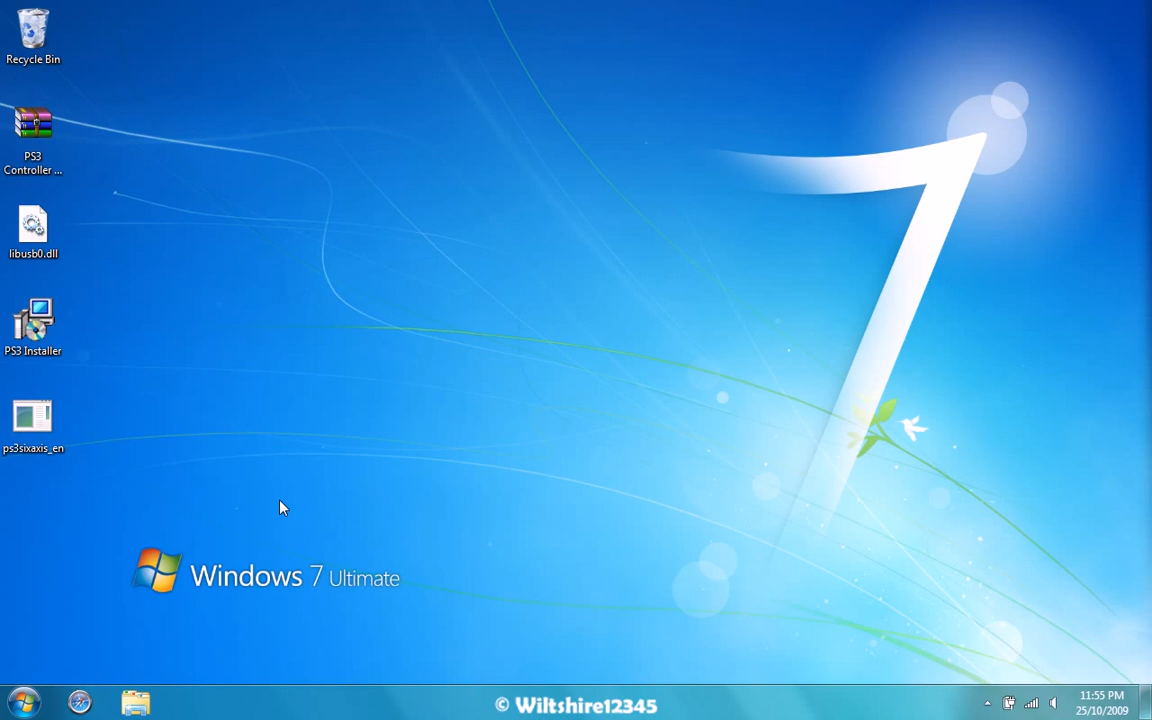 Recycle Bin
PS3
Controller ...
libusb0.dll
PS3 Installer
ps3sixaxis_en
Windows 7 Ultimate
© Wiltshire12345
11:55 PM
25/10/2009